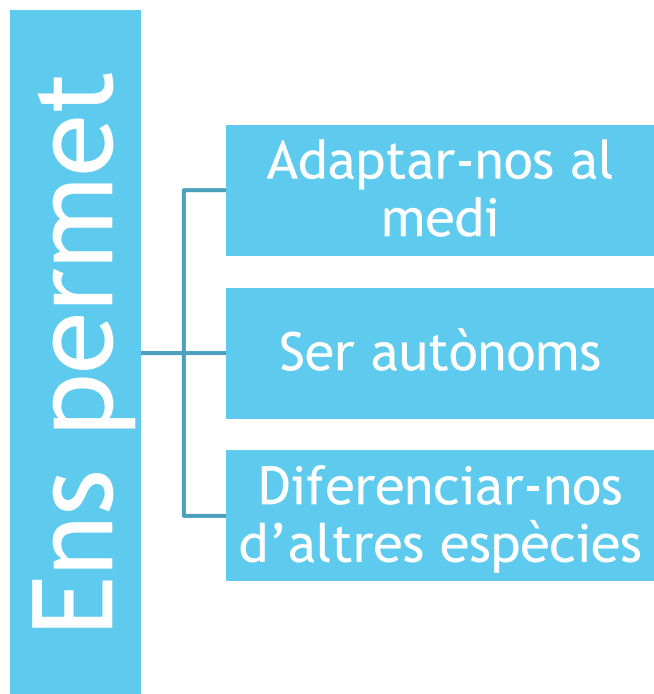 Ens permet
Adaptar-nos al
medi
Ser autònoms
Diferenciar-nos
d’altres espècies